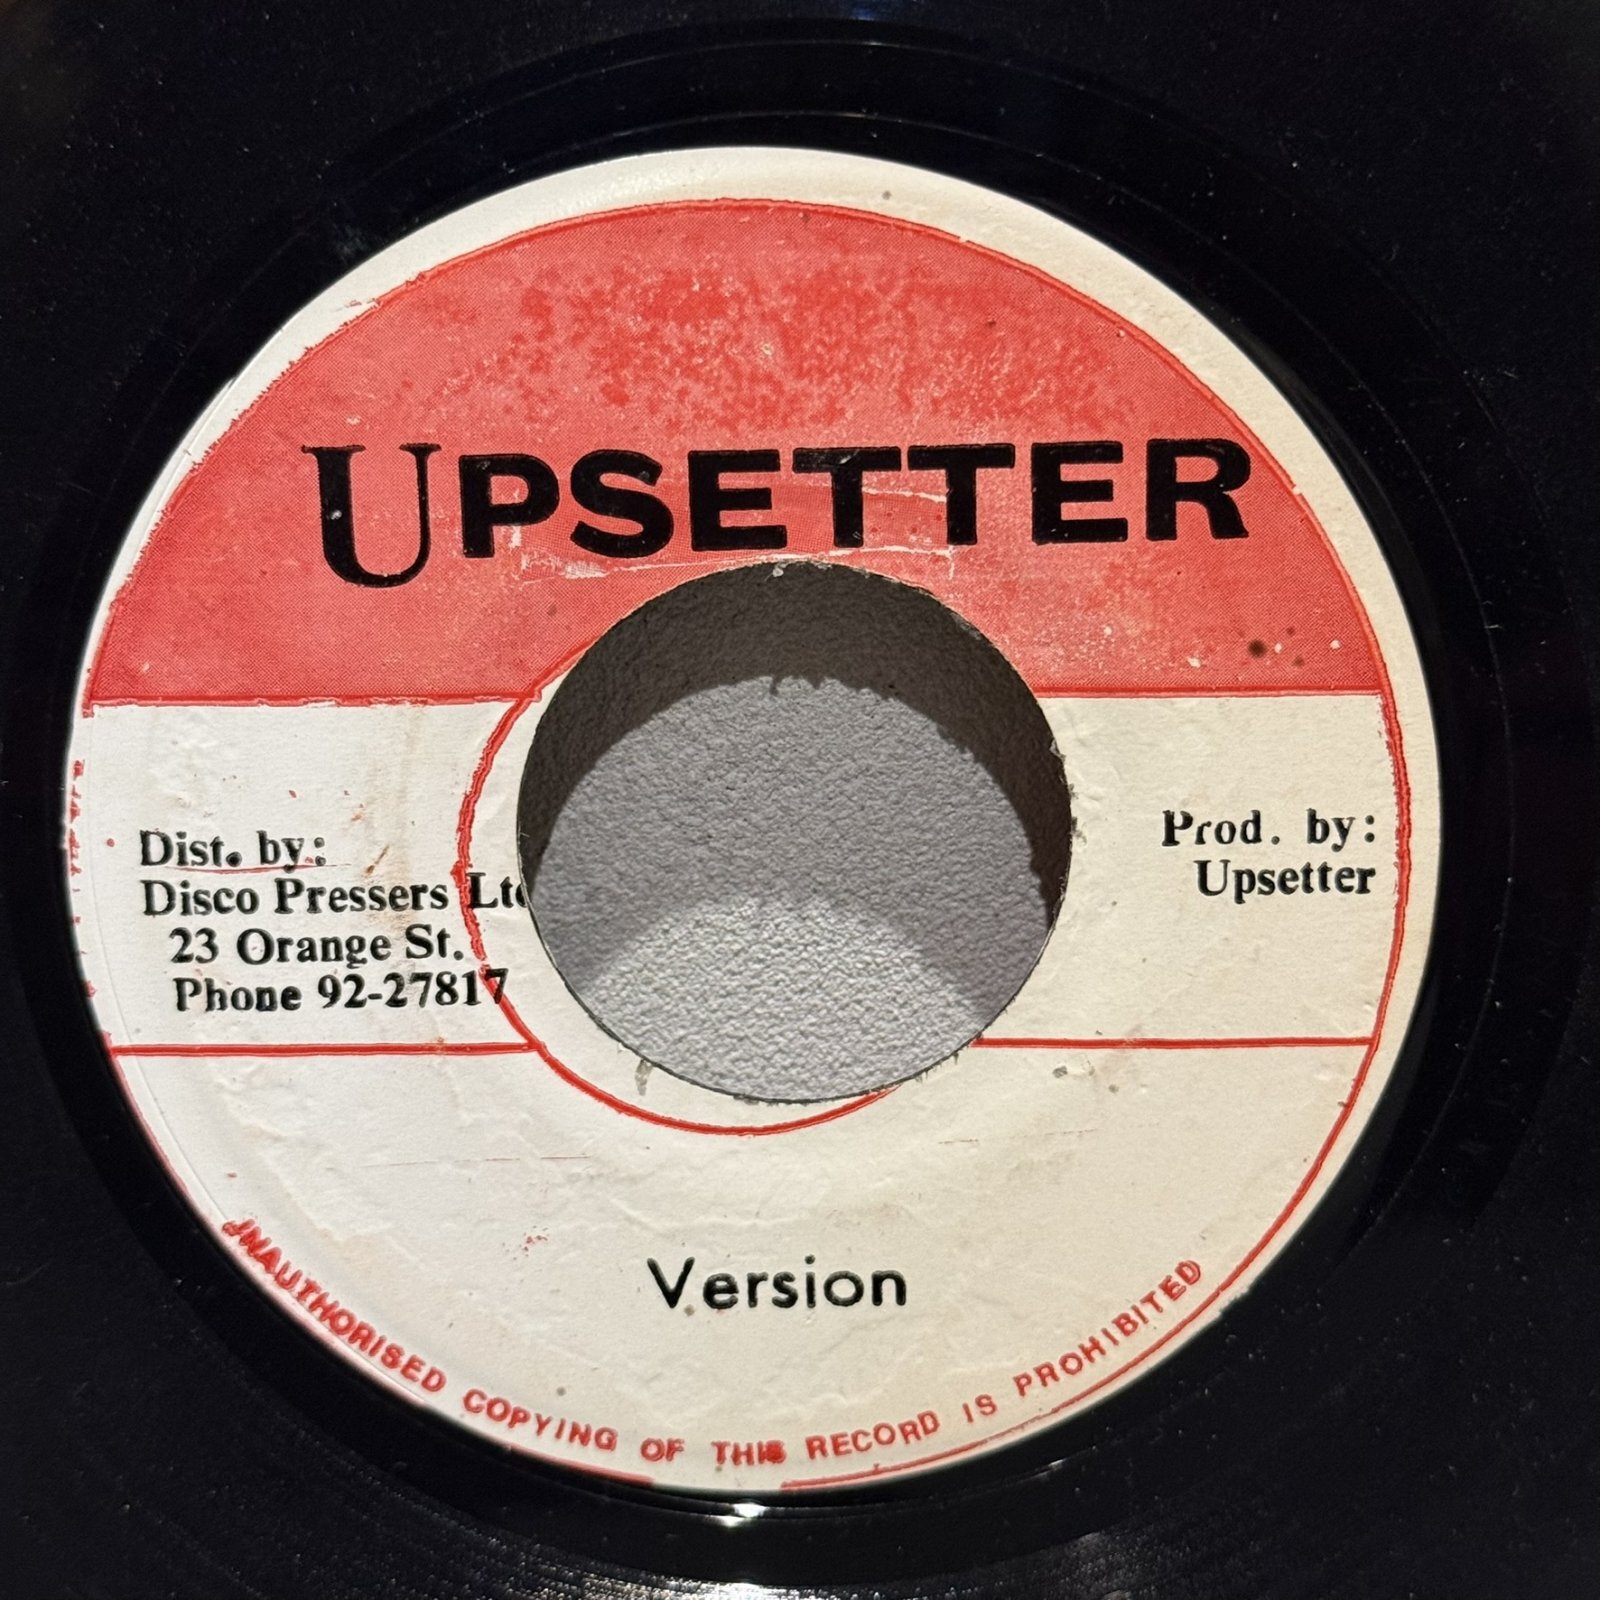 UPSETTER
Dist. by:
Disco Pressers
23 Orange St.
Phone 92-27817
Prod. by:
Upsetter
Version
UNAUTHORISED COPYING OF THIS RECORD IS PROHIBITED